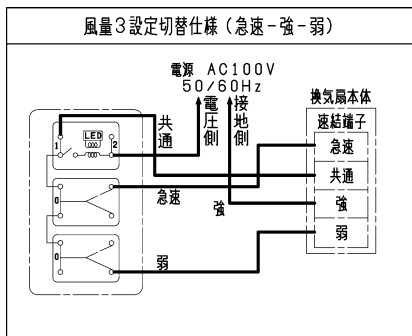 風量3設定切替仕様（急速－強－弱）
電源 AC100V
50/60Hz
換気扇本体
速結端子
共通
電圧側
接地側
LED
1
2
急速
共通
強
弱
0
急速
強
0
弱